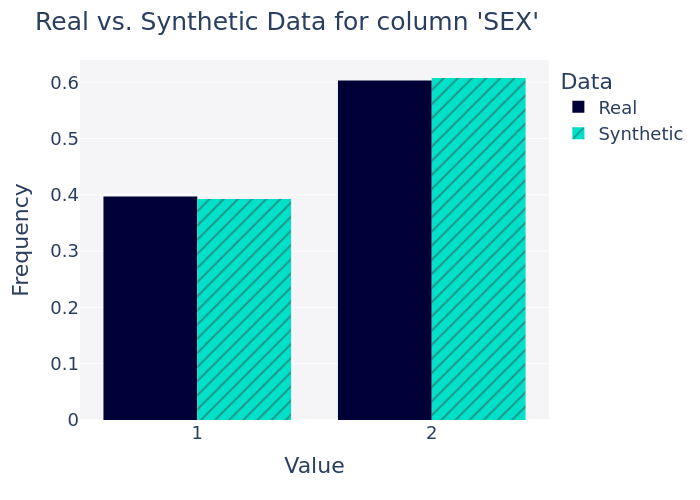 Real vs. Synthetic Data for column 'SEX'
Data
Real
Synthetic
Frequency
0.6
0.5
0.4
0.3
0.2
0.1
0
1 2
Value